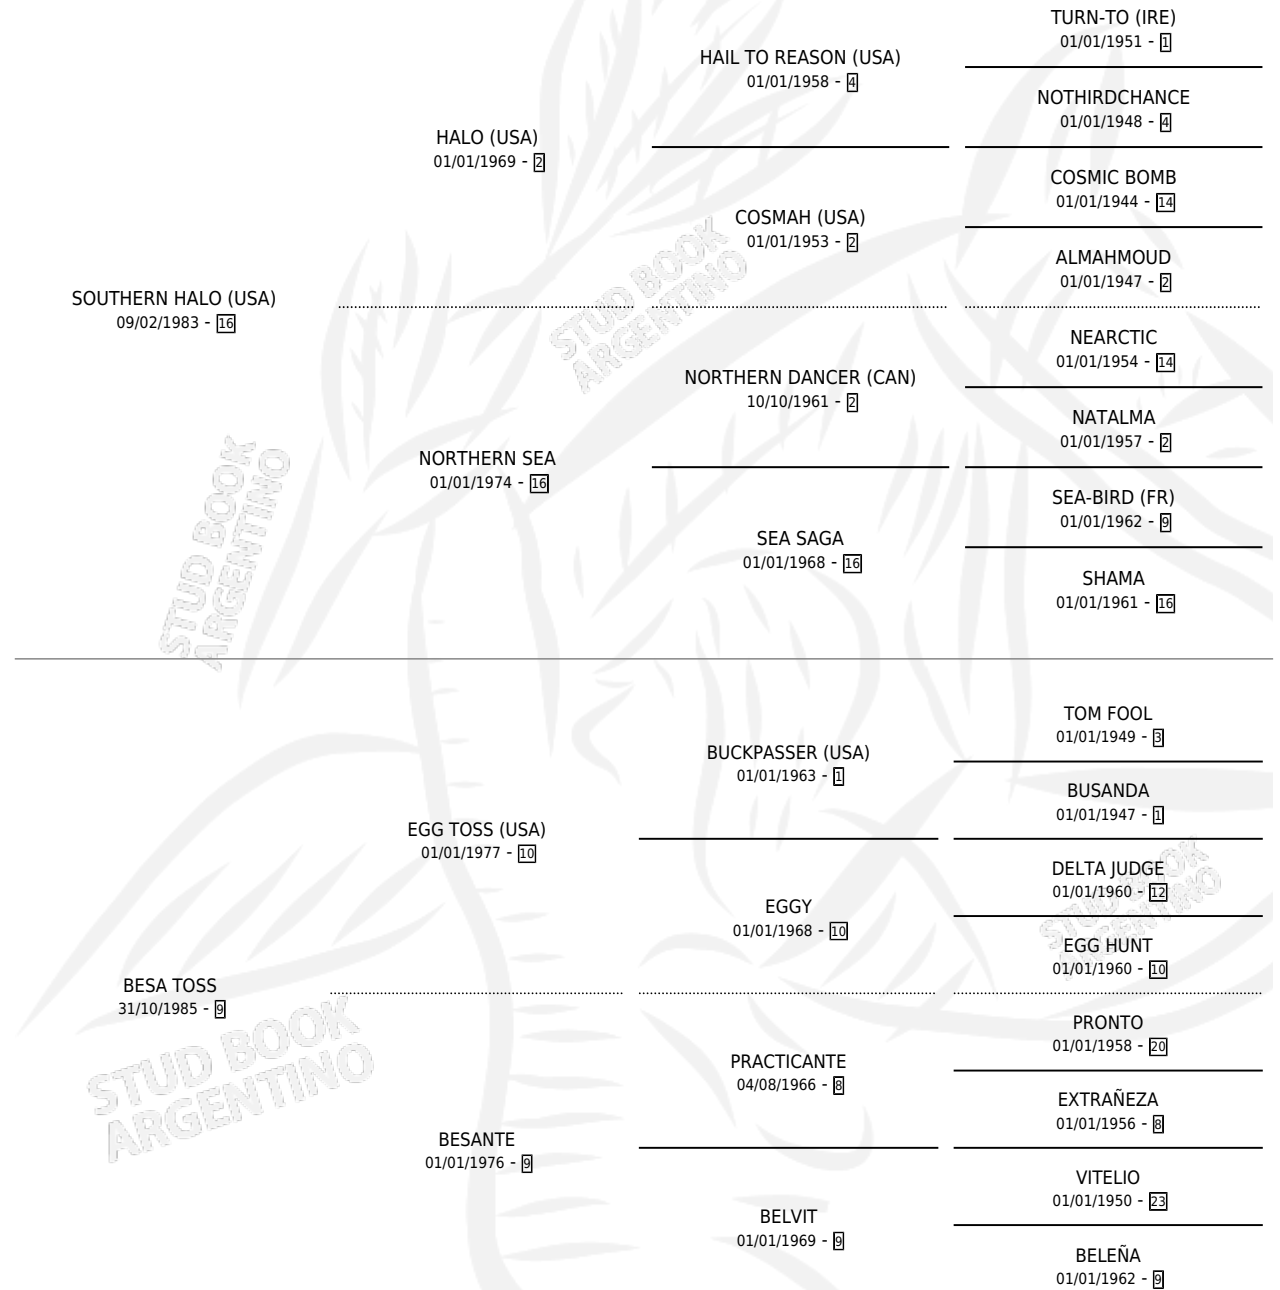 TURN-TO (IRE)
01/01/1951 - 1
HAIL TO REASON (USA)
01/01/1958 - 4
NOTHIRDCHANCE
01/01/1948 - 4
HALO (USA)
01/01/1969 - 2
COSMIC BOMB
01/01/1944 - 14
COSMAH (USA)
01/01/1953 - 2
ALMAHMOUD
01/01/1947 - 2
SOUTHERN HALO (USA)
09/02/1983 - 16
STUD BOOK
ARGENTINO
NEARCTIC
01/01/1954 - 14
NORTHERN DANCER (CAN)
10/10/1961 - 2
NATALMA
01/01/1957 - 2
NORTHERN SEA
01/01/1974 - 16
SEA-BIRD (FR)
01/01/1962 - 9
SEA SAGA
01/01/1968 - 16
SHAMA
01/01/1961 - 16
STUD BOOK
ARGENTINO
TOM FOOL
01/01/1949 - 3
BUCKPASSER (USA)
01/01/1963 - 1
BUSANDA
01/01/1947 - 1
EGG TOSS (USA)
01/01/1977 - 10
DELTA JUDGE
01/01/1960 - 12
EGGY
01/01/1968 - 10
STUD BOOK
ARGENTINO
EGG HUNT
01/01/1960 - 10
BESA TOSS
31/10/1985 - 9
STUD BOOK
ARGENTINO
PRONTO
01/01/1958 - 20
PRACTICANTE
04/08/1966 - 8
EXTRAÑEZA
01/01/1956 - 8
BESANTE
01/01/1976 - 9
VITELIO
01/01/1950 - 23
BELVIT
01/01/1969 - 9
BELEÑA
01/01/1962 - 9